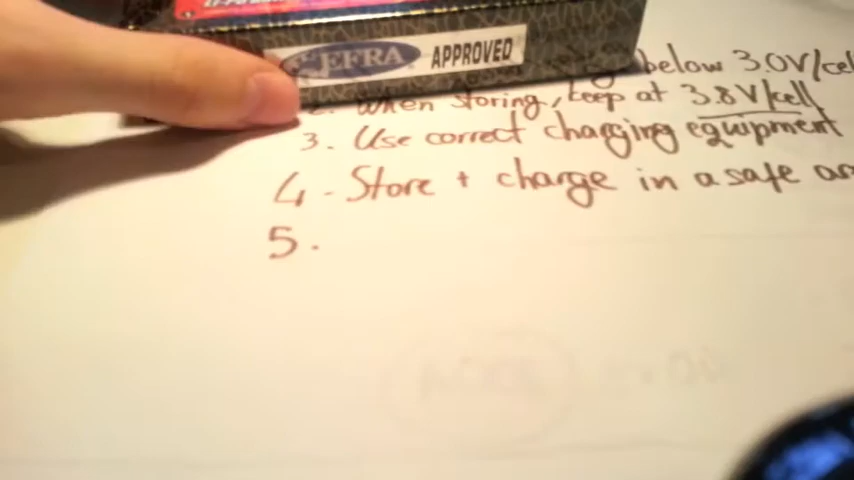 EFRA APPROVED
below 3.0V/cell
2. When storing, keep at 3.8V/cell
3. Use correct charging equipment
4 - Store + charge in a safe
5.